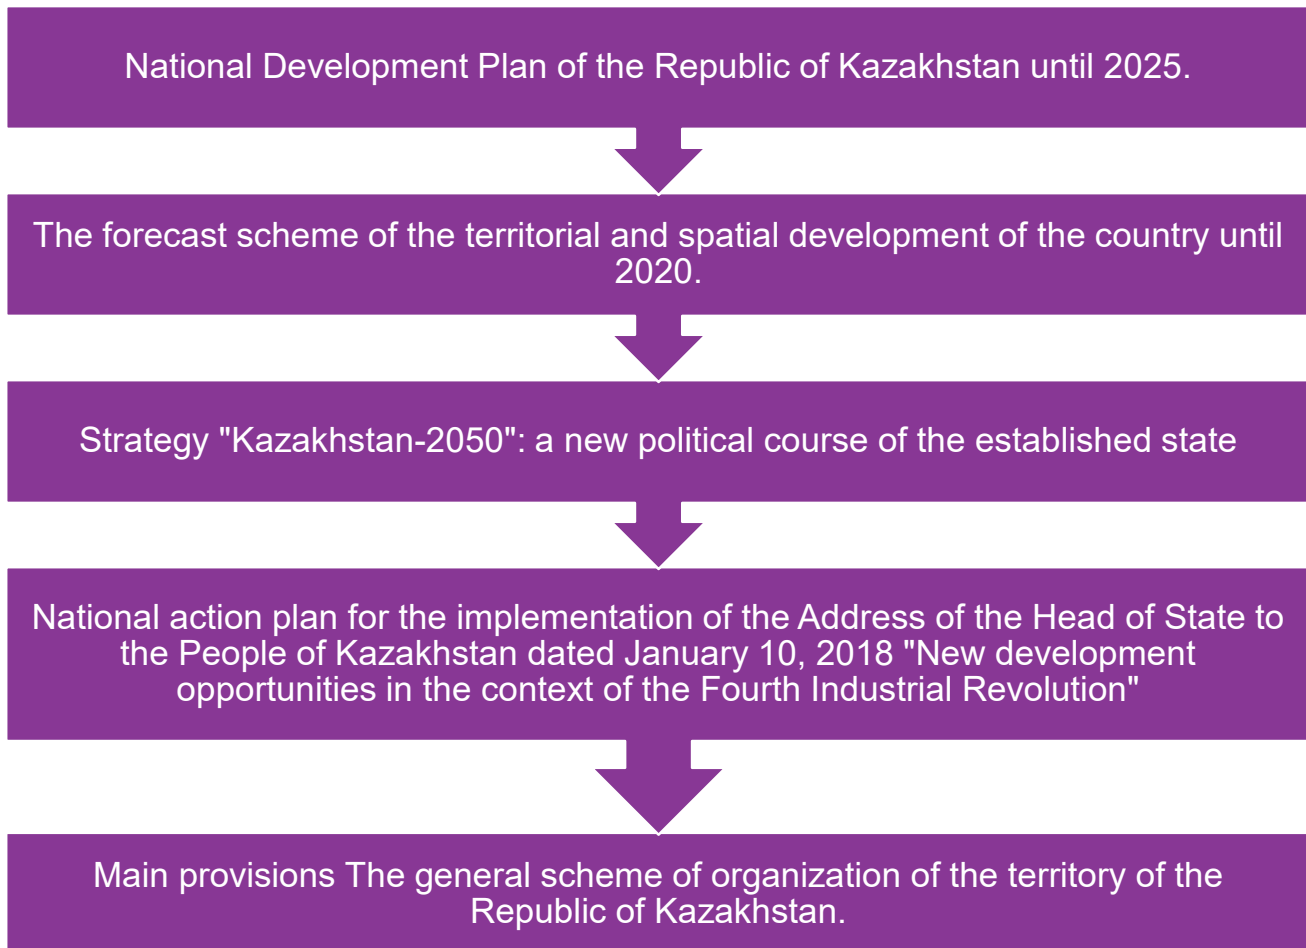 National Development Plan of the Republic of Kazakhstan until 2025.
The forecast scheme of the territorial and spatial development of the country until
2020.
Strategy "Kazakhstan-2050": a new political course of the established state
National action plan for the implementation of the Address of the Head of State to
the People of Kazakhstan dated January 10, 2018 "New development
opportunities in the context of the Fourth Industrial Revolution"
Main provisions The general scheme of organization of the territory of the
Republic of Kazakhstan.